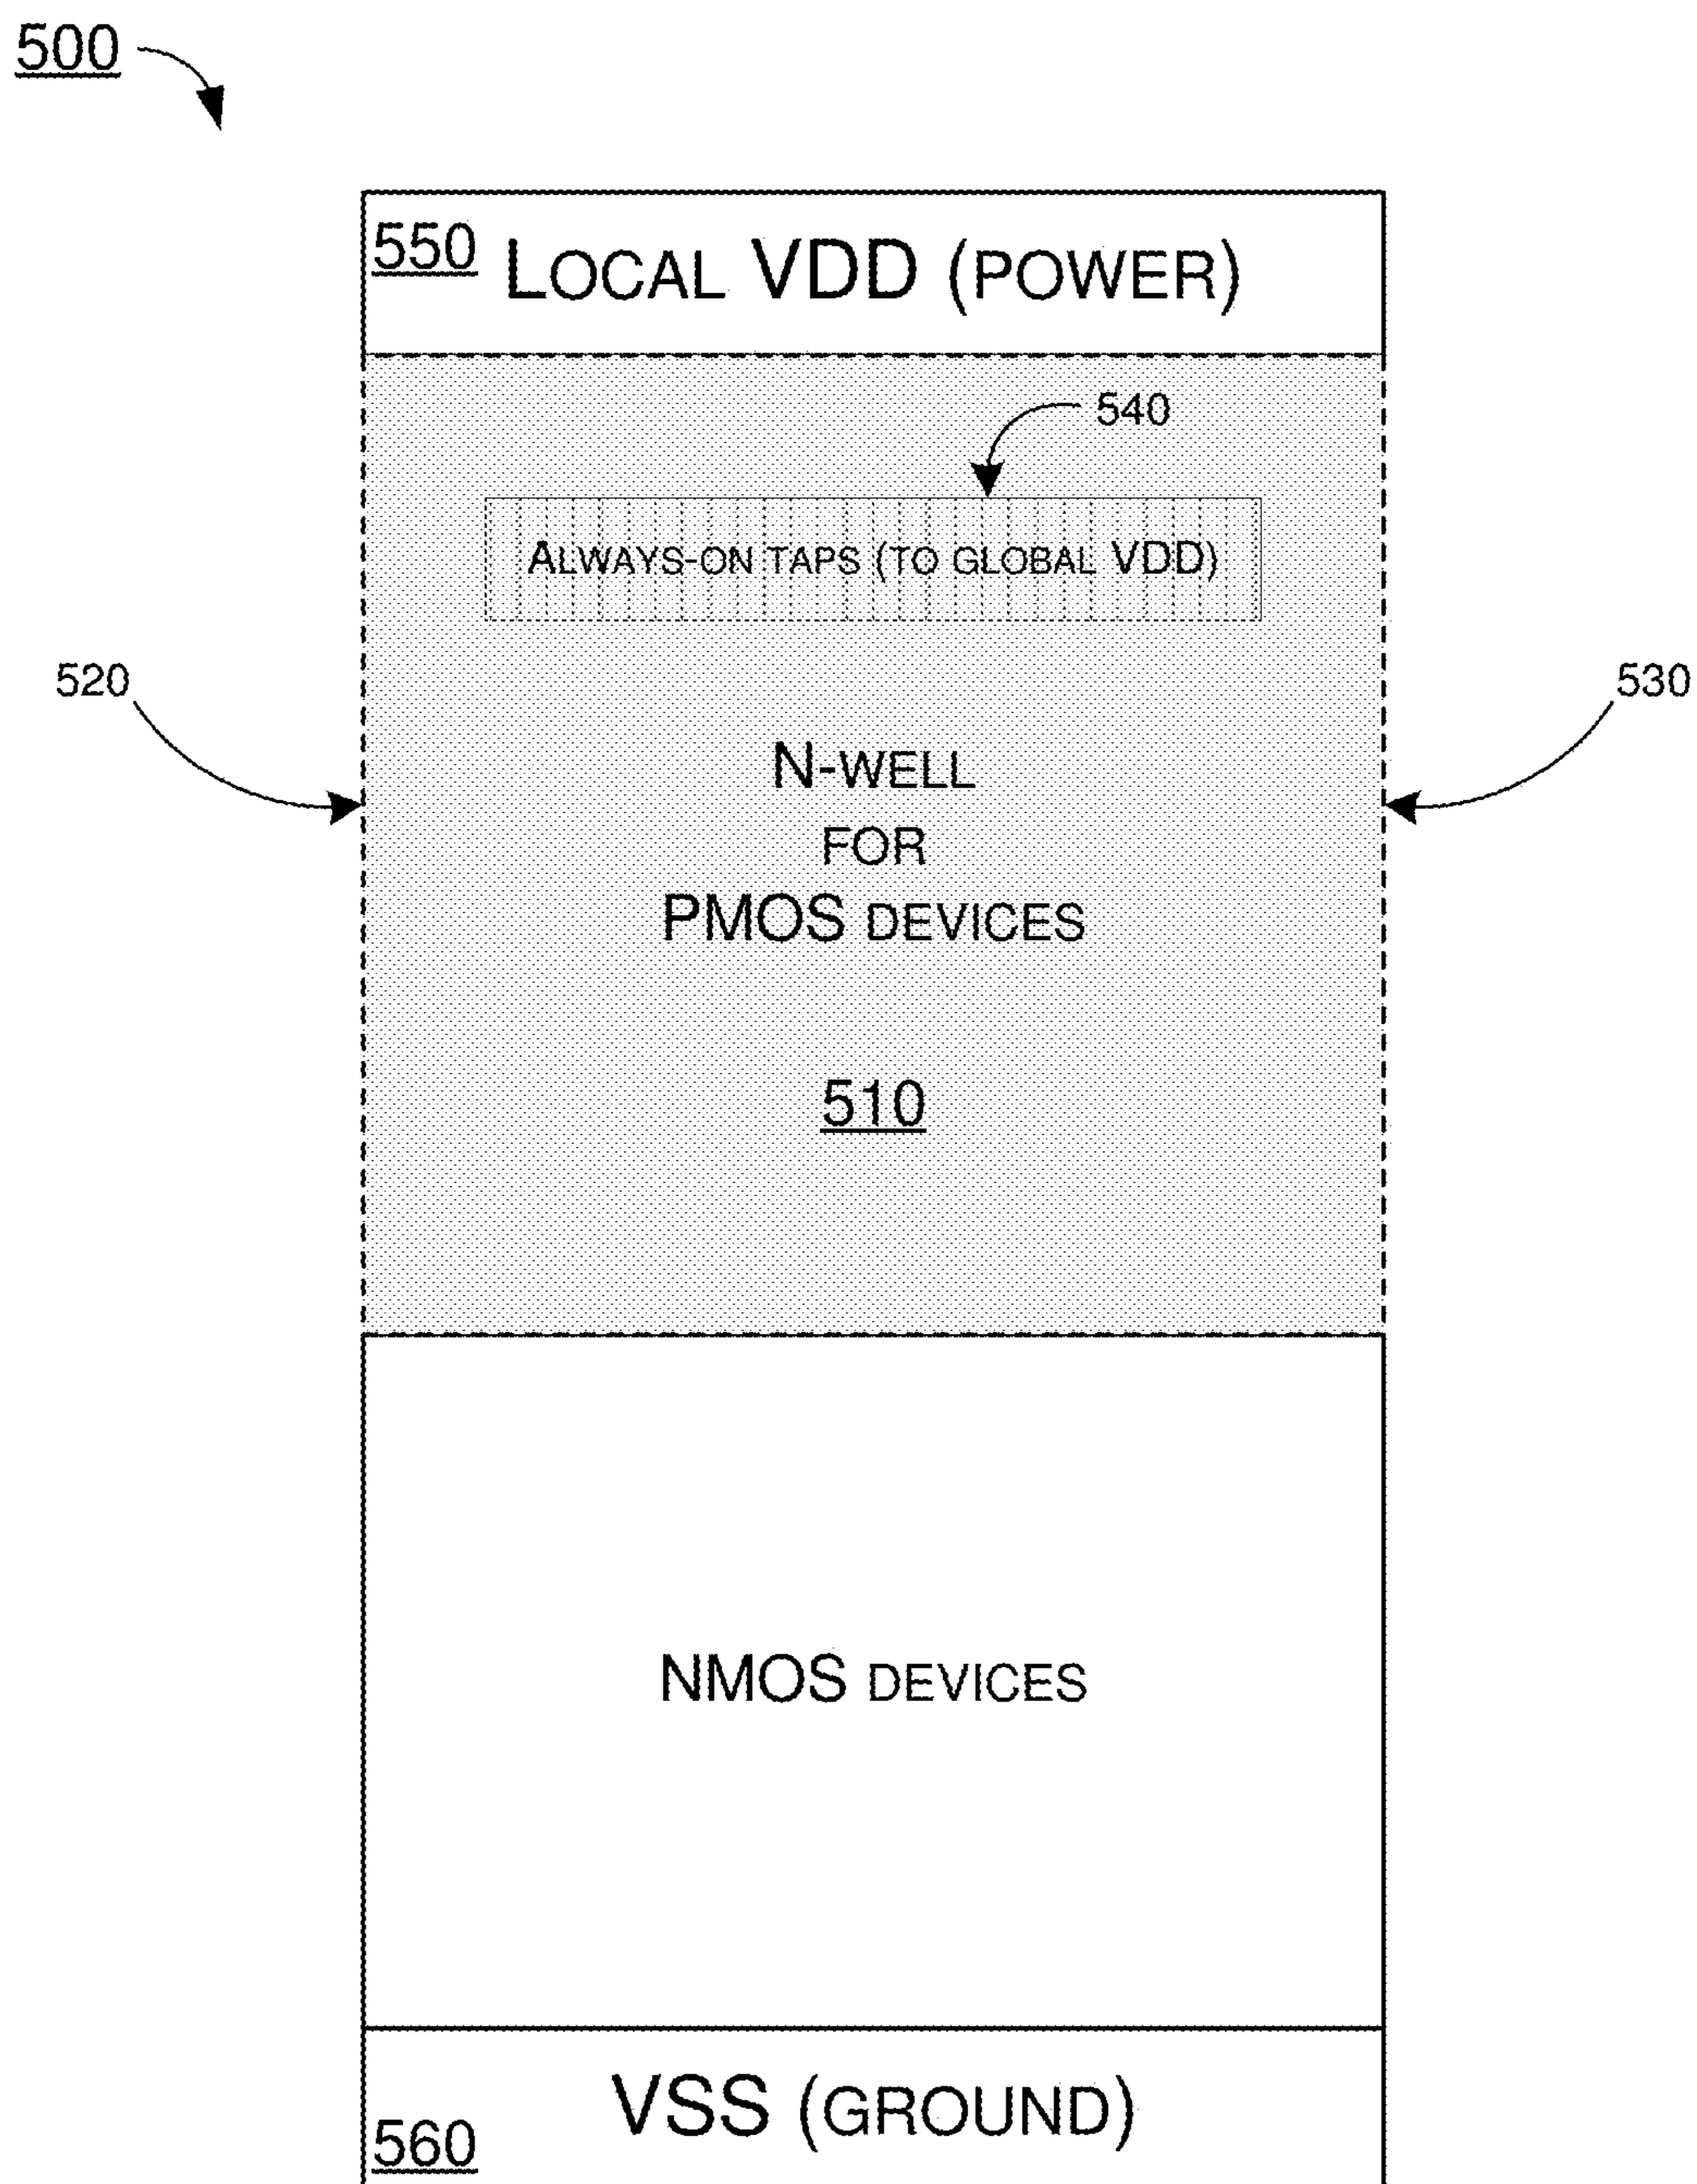 500
550 LOCAL VDD (POWER)
540
ALWAYS-ON TAPS (TO GLOBAL VDD)
520
530
N-WELL
FOR
PMOS DEVICES
510
NMOS DEVICES
VSS (GROUND)
560